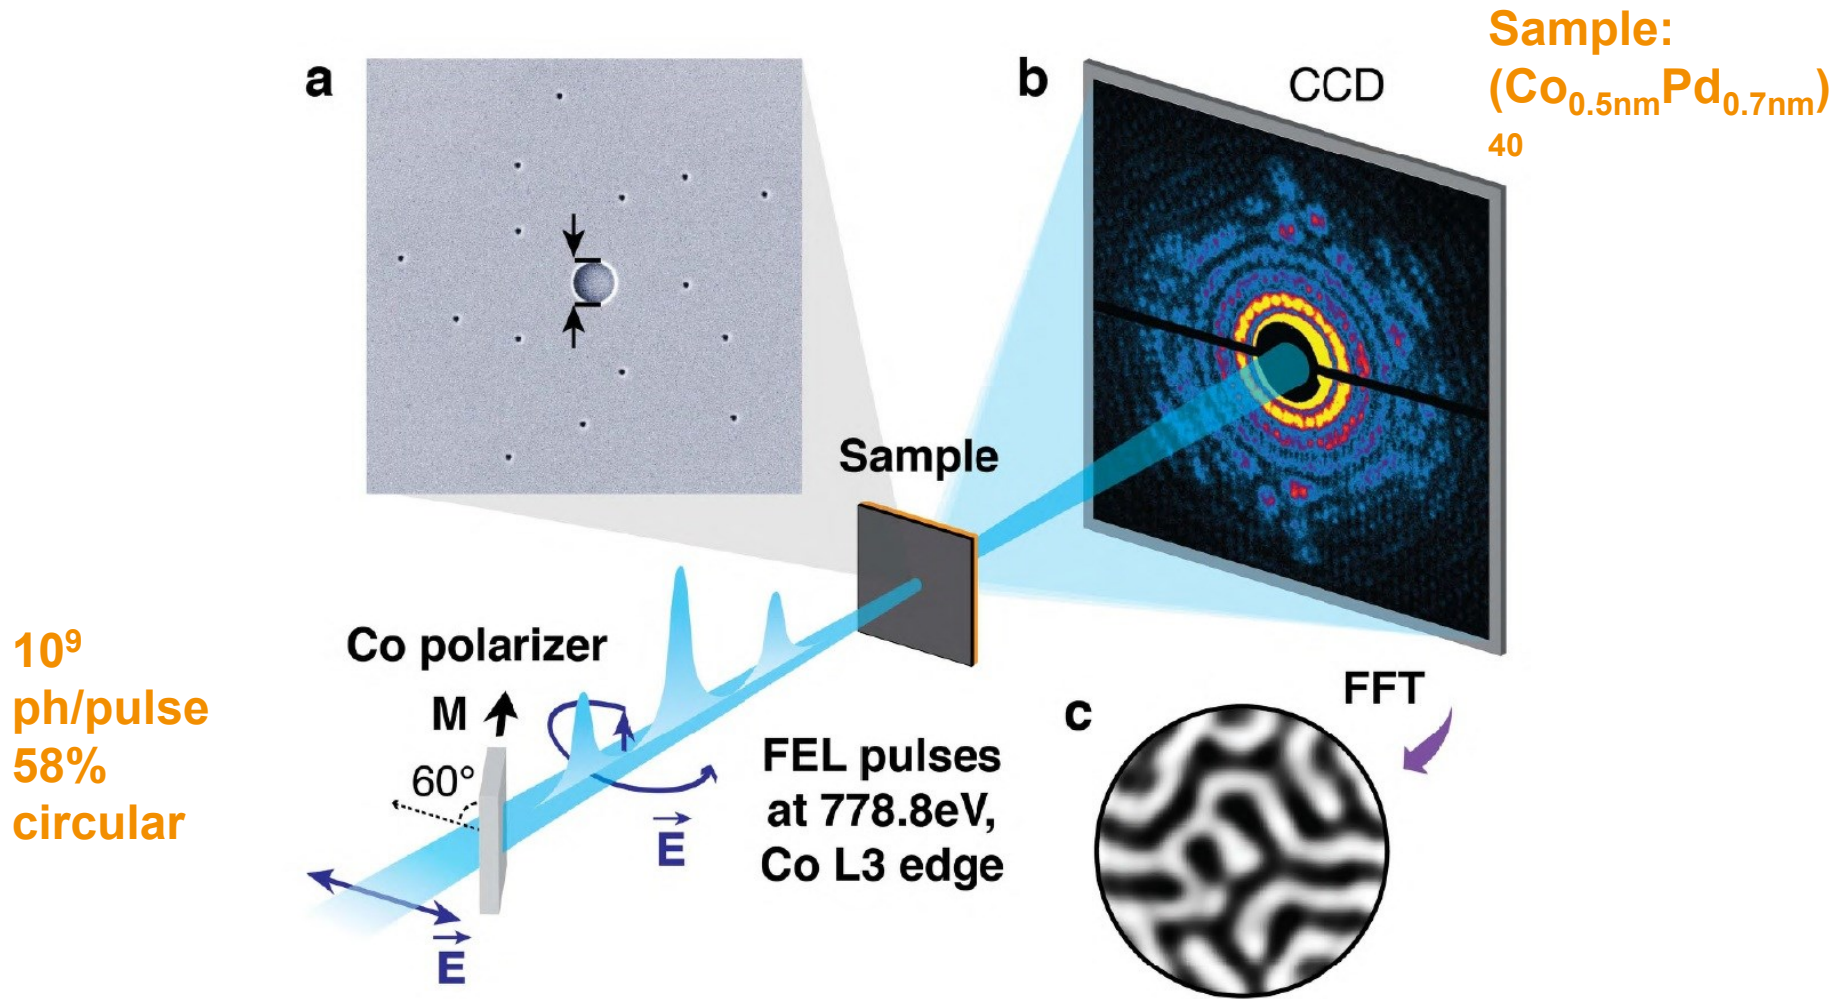 a
b
CCD
Sample:
(Co0.5nmPd0.7nm)
40
Sample
10⁹
ph/pulse
58%
circular
Co polarizer
M
60°
E
E
FEL pulses
at 778.8eV,
Co L3 edge
FFT
c